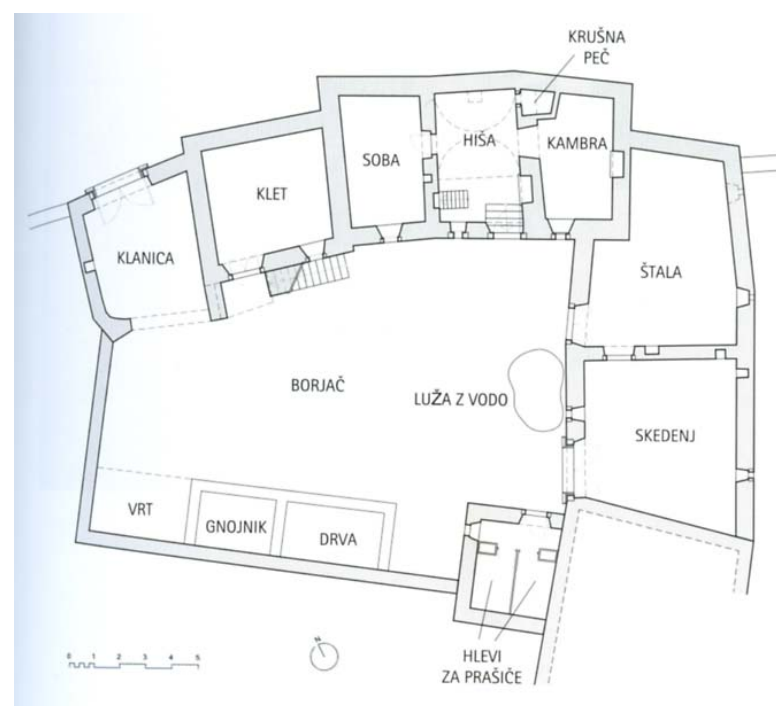 KRUŠNA
PEČ
HIŠA
KAMBRA
SOBA
KLET
KLANICA
ŠTALA
BORJAČ
LUŽA Z VODO
SKEDENJ
VRT
GNOJNIK
DRVA
N
0 1 2 3 4 5
HLEVI
ZA PRAŠIČE